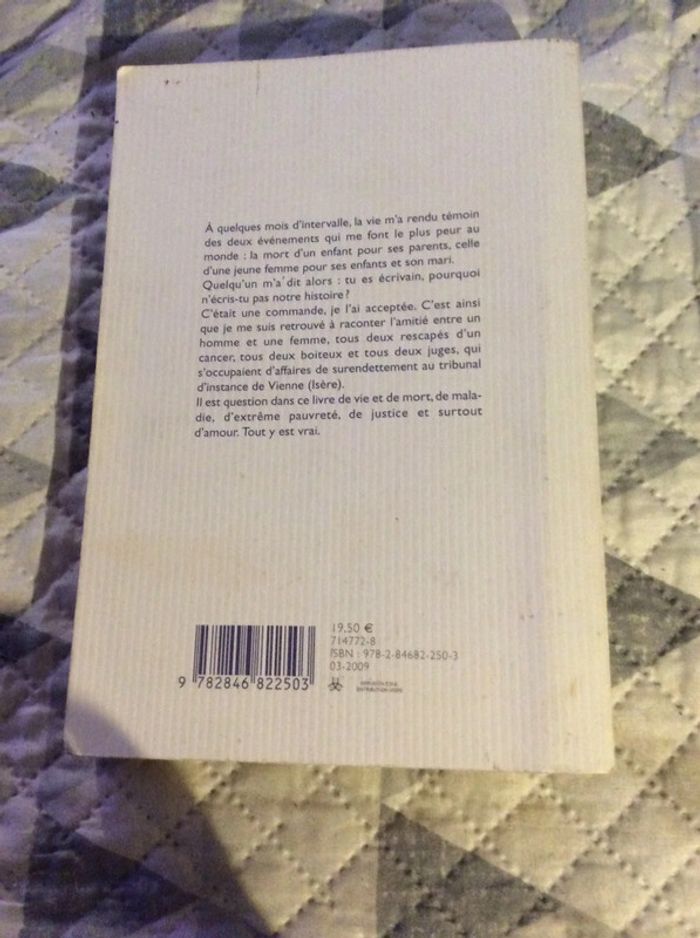 À quelques mois d'intervalle, la vie m'a rendu témoin
des deux événements qui me font le plus peur au
monde : la mort d'un enfant pour ses parents, celle
d'une jeune femme pour ses enfants et son mari.
Quelqu'un m'a dit alors : tu es écrivain, pourquoi
n'écris-tu pas notre histoire ?
C'était une commande, je l'ai acceptée. C'est ainsi
que je me suis retrouvé à raconter l'amitié entre un
homme et une femme, tous deux rescapés d'un
cancer, tous deux boiteux et tous deux juges, qui
s'occupaient d'affaires de surendettement au tribunal
d'instance de Vienne (Isère).
Il est question dans ce livre de vie et de mort, de mala-
die, d'extrême pauvreté, de justice et surtout
d'amour. Tout y est vrai.
19,50 €
714772-8
ISBN : 978-2-84682-250-3
03-2009
9 782846 822503